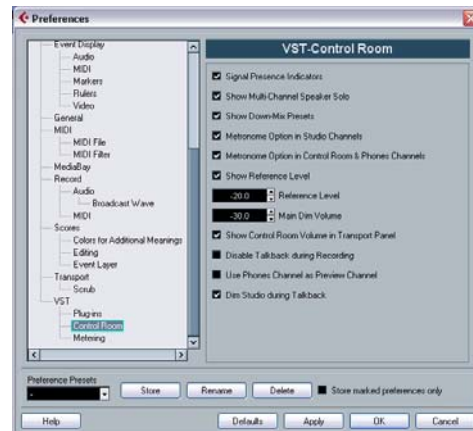 Preferences
Event Display
Audio
MIDI
Markers
Rulers
Video
General
MIDI
MIDI File
MIDI Filter
MediaBay
Record
Audio
Broadcast Wave
MIDI
Scores
Colors for Additional Meanings
Editing
Event Layer
Transport
Scrub
VST
Plug-ins
Control Room
Metering
VST-Control Room
Signal Presence Indicators
Show Multi-Channel Speaker Solo
Show Down-Mix Presets
Metronome Option in Studio Channels
Metronome Option in Control Room & Phones Channels
Show Reference Level
-20.0 Reference Level
-30.0 Main Dim Volume
Show Control Room Volume in Transport Panel
Disable Talkback during Recording
Use Phones Channel as Preview Channel
Dim Studio during Talkback
Preference Presets
- Store Rename Delete Store marked preferences only
Help Defaults Apply OK Cancel